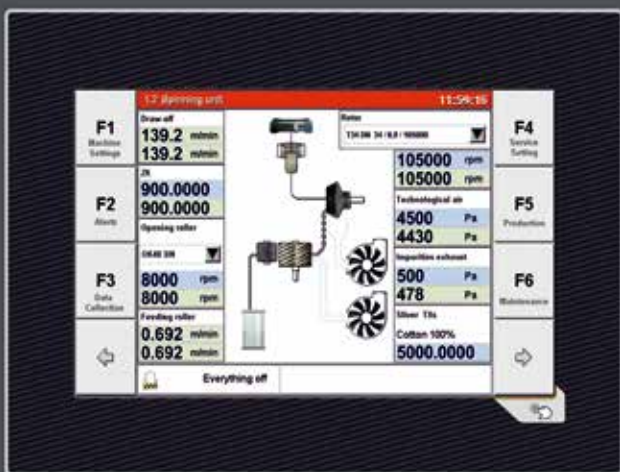 1.2 Spinning unit 11:59:16
F1
Machine
Settings
F2
Alerts
F3
Data
Collection
Draw off
139.2 m/min
139.2 m/min
900.0000
900.0000
Opening roller
8000 rpm
8000 rpm
Feeding roller
0.692 m/min
0.692 m/min
Everything off
Rotor
105000 rpm
105000 rpm
Technological air
4500 Pa
4430 Pa
Impurities exhaust
500 Pa
478 Pa
Cotton 100%
5000.0000
F4
Service
Setting
F5
Production
F6
Maintenance